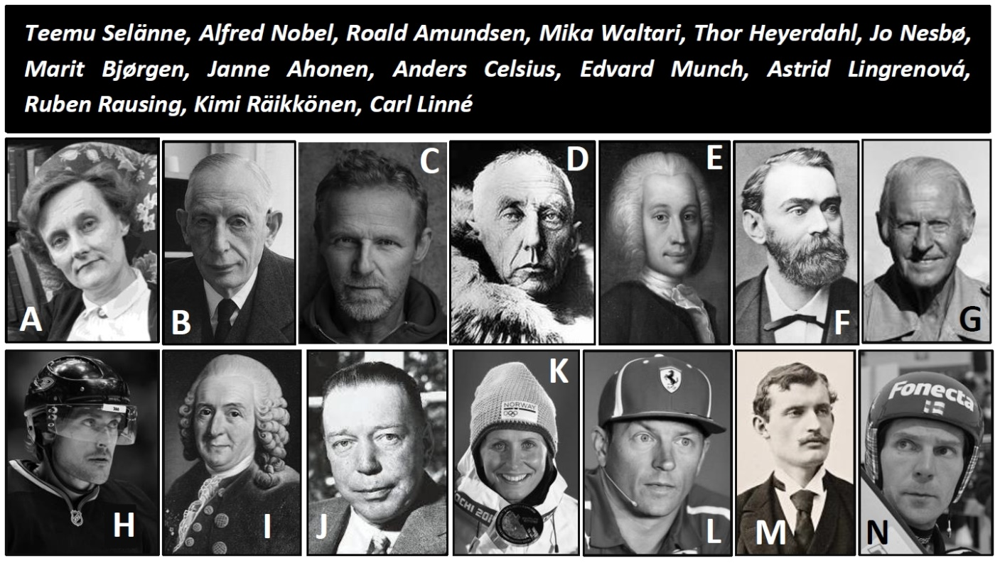 Teemu Selänne, Alfred Nobel, Roald Amundsen, Mika Waltari, Thor Heyerdahl, Jo Nesbø,
Marit Bjørgen, Janne Ahonen, Anders Celsius, Edvard Munch, Astrid Lingrenová,
Ruben Rausing, Kimi Räikkönen, Carl Linné
A
B
C
D
E
F
G
H
I
J
K
NORWAY
OCHI 201
L
M
Fonecta
N